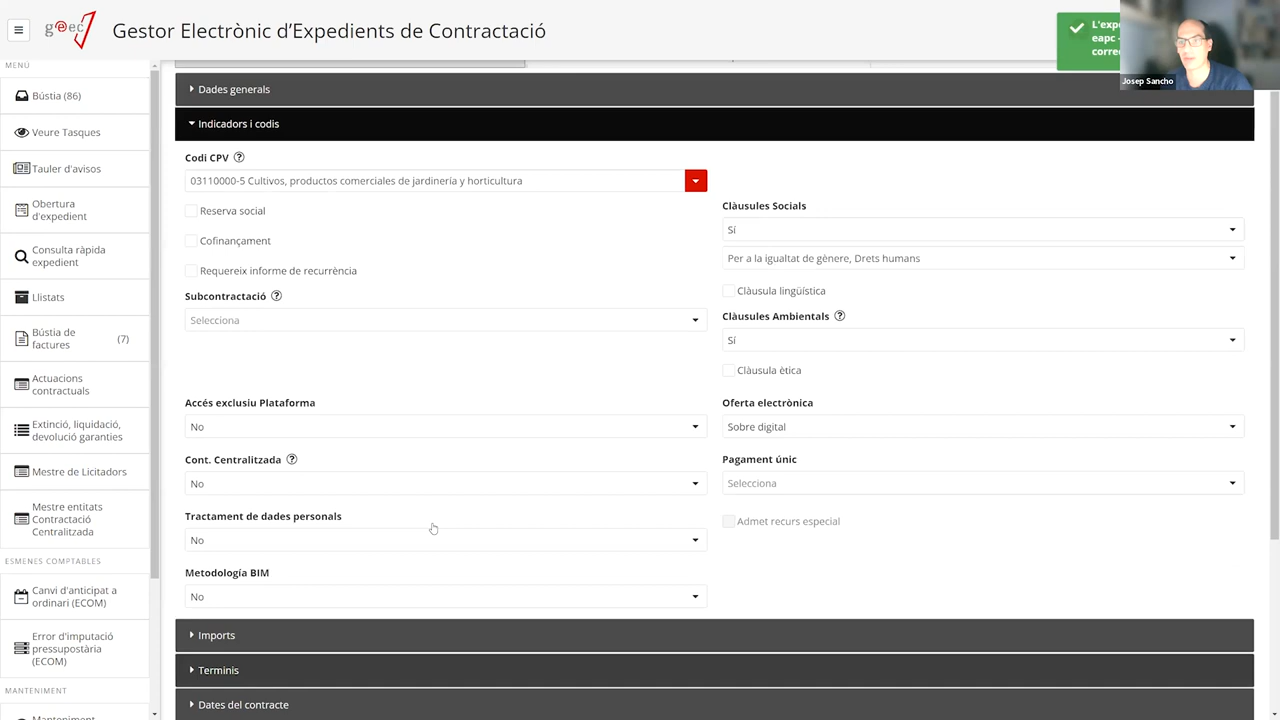 geec
Gestor Electrònic d'Expedients de Contractació
L'exp
eapc -
corre
Josep Sancho
MENÚ
Bústia (86)
Veure Tasques
Tauler d'avisos
Obertura
d'expedient
Consulta ràpida
expedient
Llistats
Bústia de
factures
(7)
Actuacions
contractuals
Extinció, liquidació,
devolució garanties
Mestre de Licitadors
Mestre entitats
Contractació
Centralitzada
ESMENES COMPTABLES
Canvi d'anticipat a
ordinari (ECOM)
Error d'imputació
pressupostària
(ECOM)
MANTENIMENT
Manteniment
Dades generals
Indicadors i codis
Codi CPV
03110000-5 Cultivos, productos comerciales de jardinería y horticultura
Reserva social
Cofinançament
Requereix informe de recurrència
Subcontractació
Selecciona
Clàusules Socials
Sí
Per a la igualtat de gènere, Drets humans
Clàusula lingüística
Clàusules Ambientals
Sí
Clàusula ètica
Accés exclusiu Plataforma
No
Oferta electrònica
Sobre digital
Cont. Centralitzada
No
Pagament únic
Selecciona
Tractament de dades personals
No
Admet recurs especial
Metodología BIM
No
Imports
Terminis
Dates del contracte